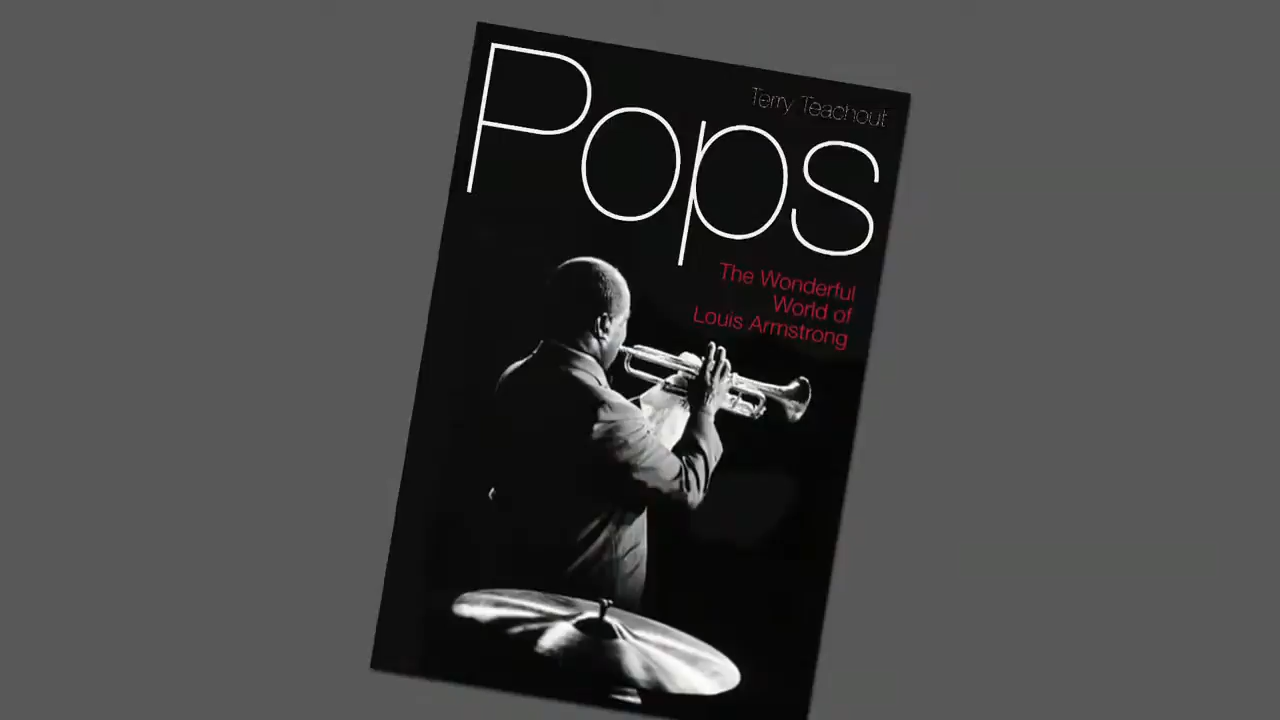 Terry Teachout
Pops
The Wonderful
World of
Louis Armstrong